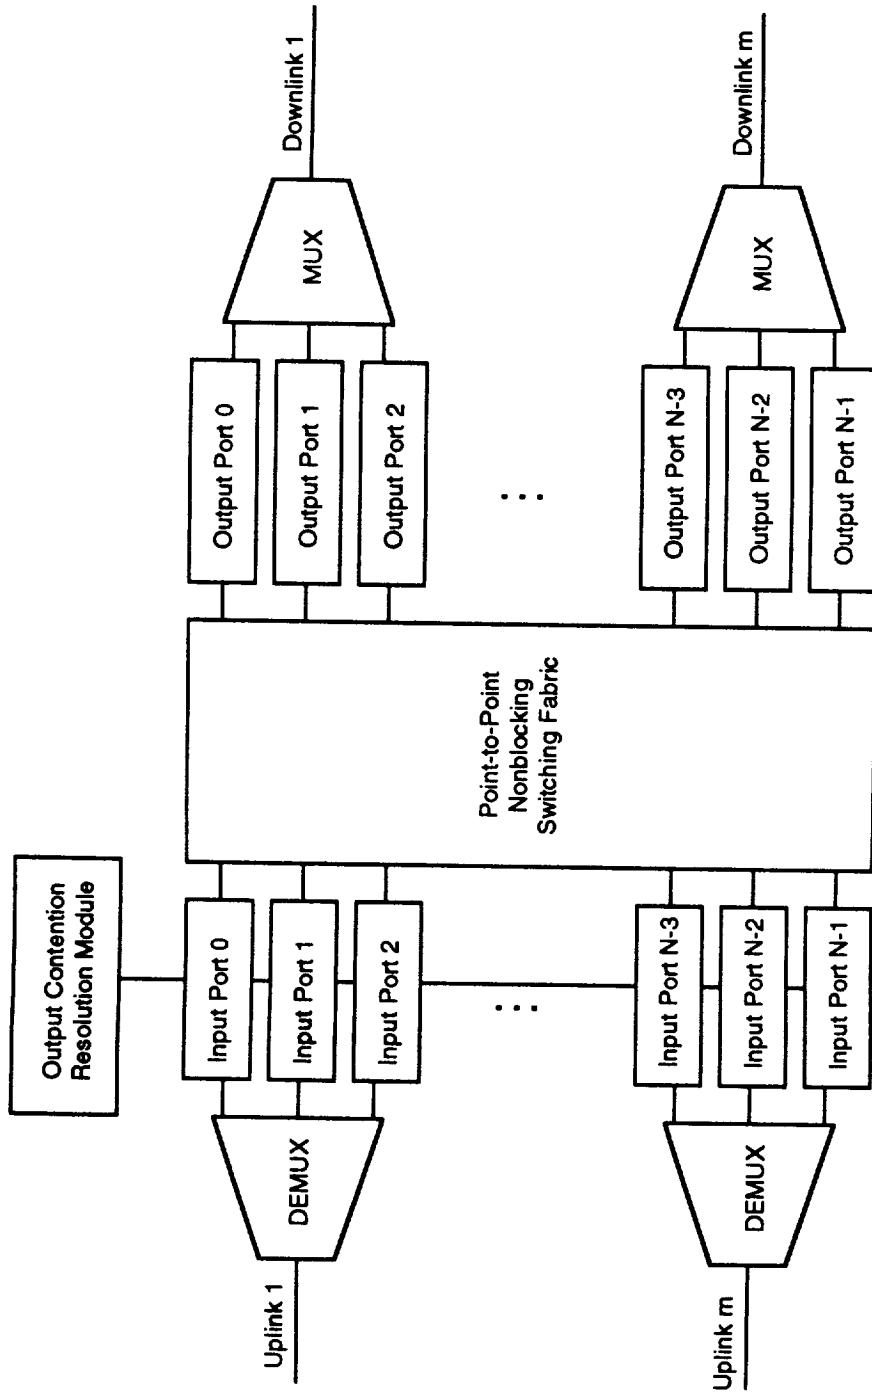 Output Contention
Resolution Module
Uplink 1
DEMUX
Input Port 0
Input Port 1
Input Port 2
Point-to-Point
Nonblocking
Switching Fabric
Output Port 0
Output Port 1
Output Port 2
MUX
Downlink 1
...
...
Uplink m
DEMUX
Input Port N-3
Input Port N-2
Input Port N-1
Output Port N-3
Output Port N-2
Output Port N-1
MUX
Downlink m